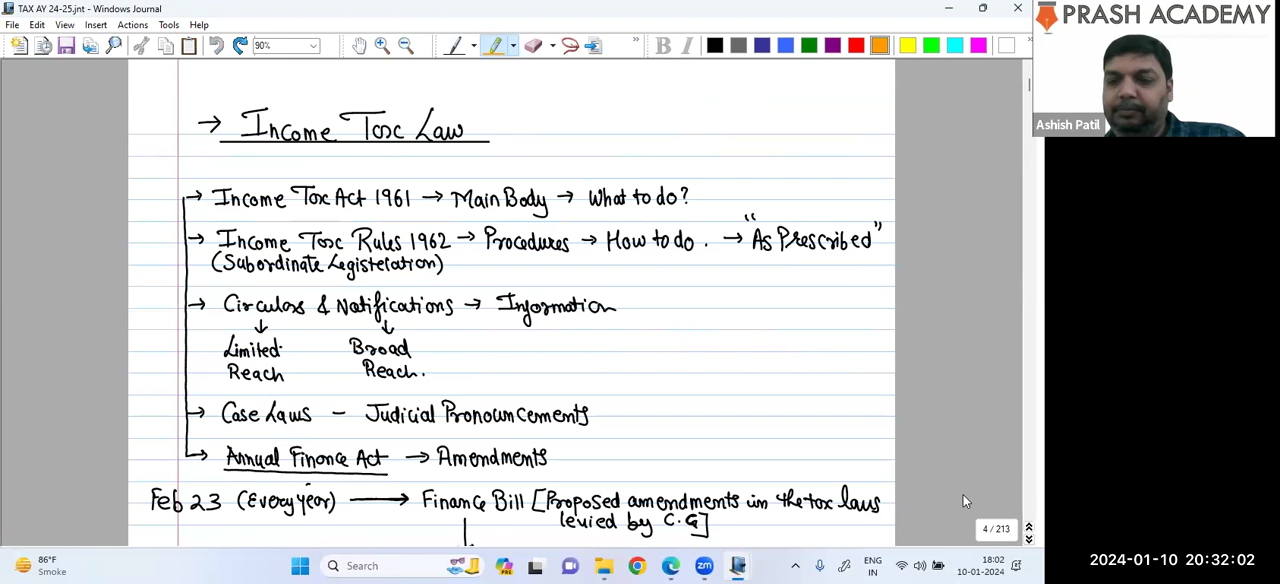 TAX AY 24-25.jnt - Windows Journal
PRASH ACADEMY
File Edit View Insert Actions Tools Help
90%
B I
Ashish Patil
→ Income Tax Law
→ Income Tax Act 1961 → Main Body → What to do?
→ Income Tax Rules 1962 → Procedures → How to do. → "As Prescribed"
(Subordinate Legistelation)
→ Circulars & Notifications → Information
↓ ↓
Limited Broad
Reach Reach.
→ Case Laws - Judicial Pronouncements
→ Annual Finance Act → Amendments
Feb 23 (Every year) → Finance Bill [Proposed amendments in the tax laws
levied by C.G]
4 / 213
86°F
Smoke
Search
PRE
zm
ENG
IN
18:02
10-01-2024
2024-01-10 20:32:02